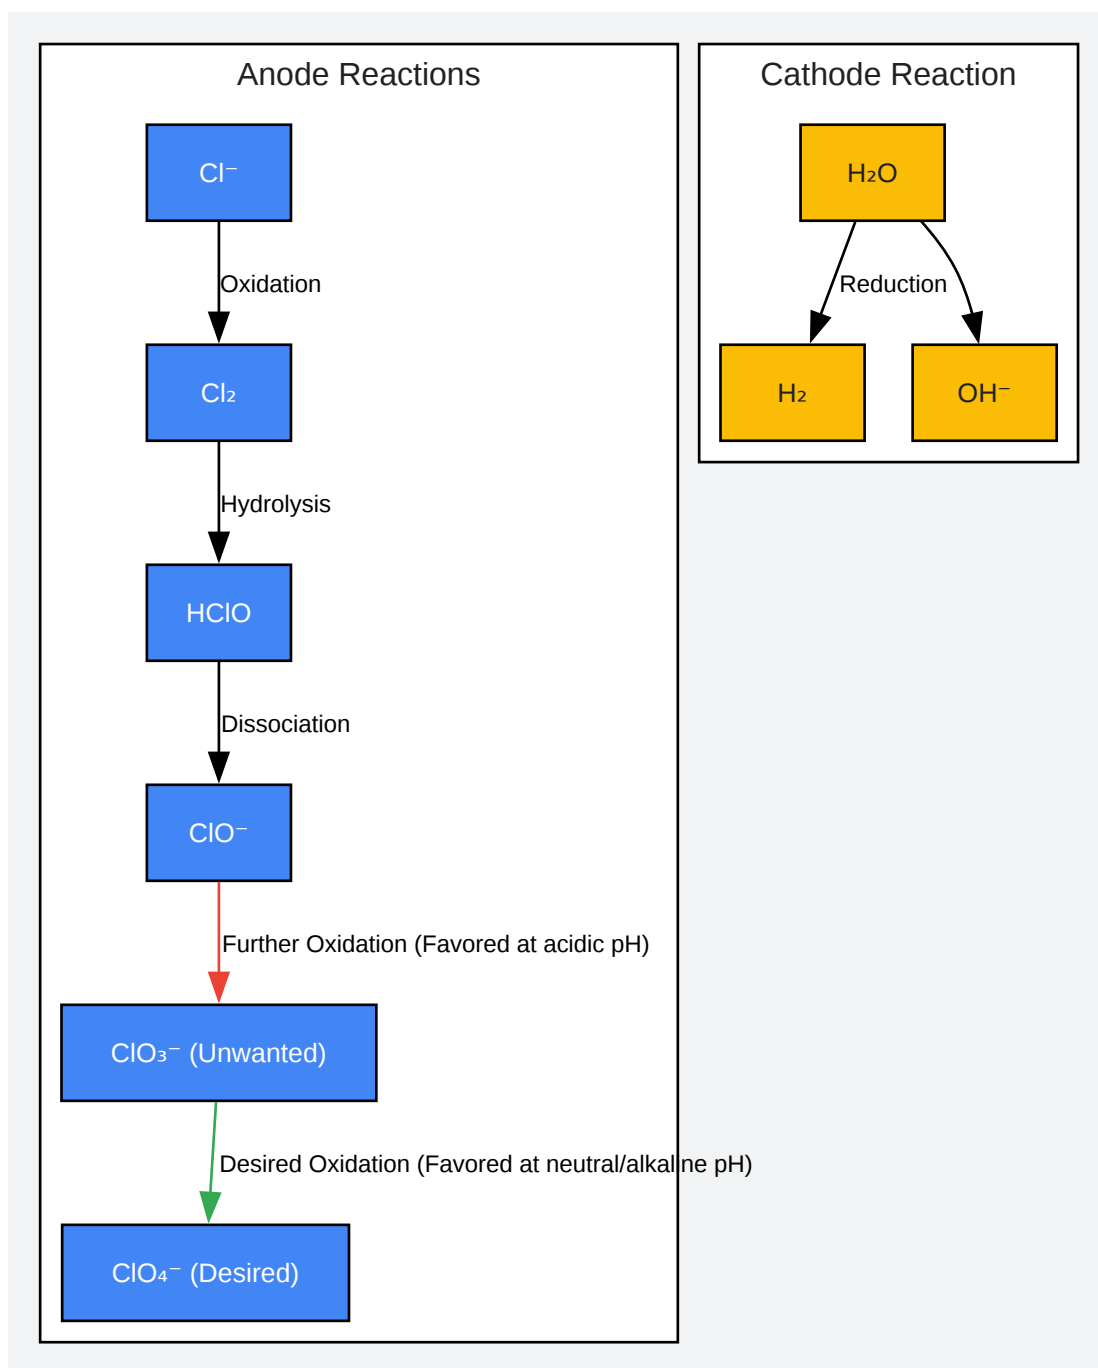 Anode Reactions
Cl⁻
Oxidation
Cl₂
Hydrolysis
HClO
Dissociation
ClO⁻
Further Oxidation (Favored at acidic pH)
ClO₃⁻ (Unwanted)
Desired Oxidation (Favored at neutral/alkaline pH)
ClO₄⁻ (Desired)
Cathode Reaction
H₂O
Reduction
H₂
OH⁻